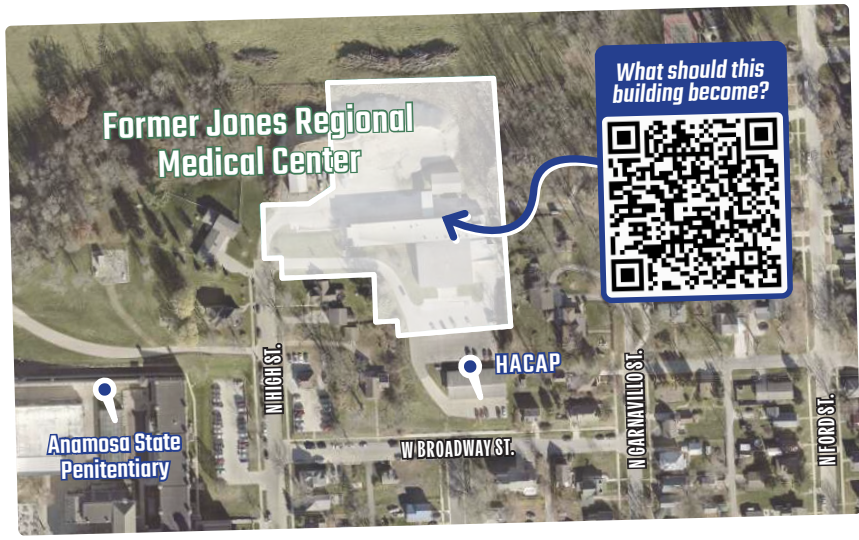 What should this
building become?
Former Jones Regional
Medical Center
HACAP
N HIGH ST.
N GARNAVILLO ST.
N FORD ST.
Anamosa State
Penitentiary
W BROADWAY ST.